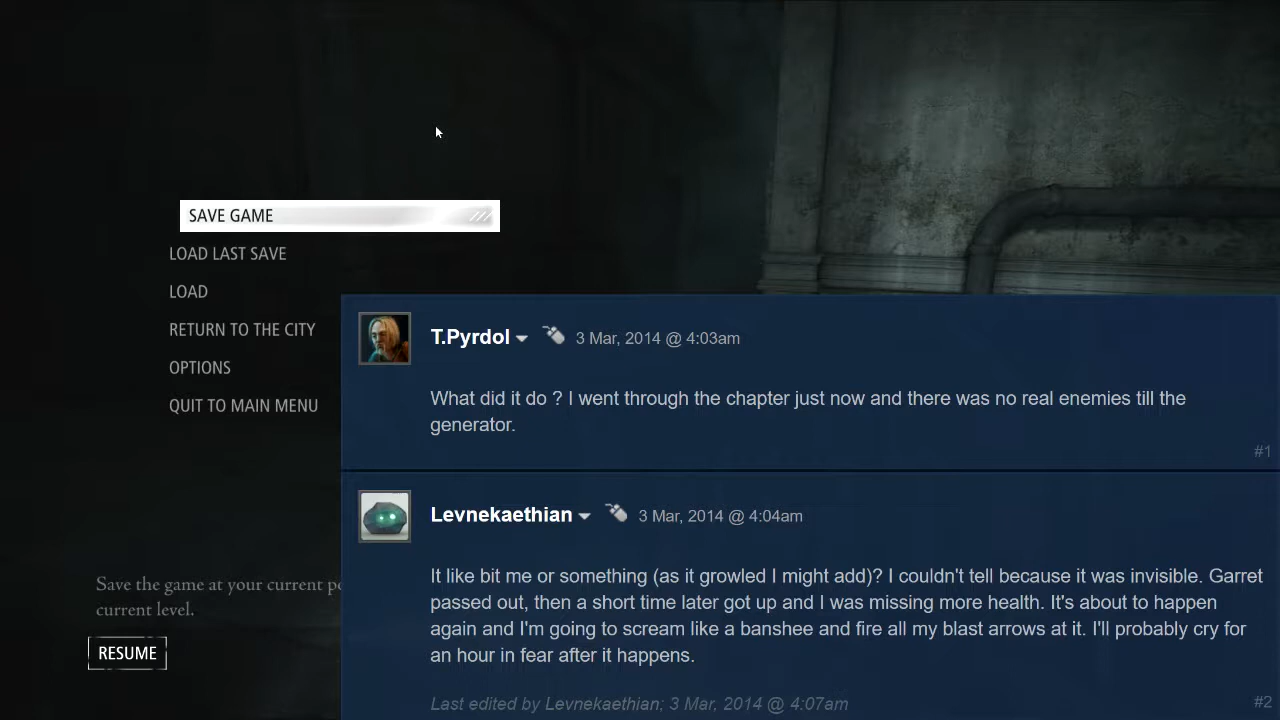 SAVE GAME
LOAD LAST SAVE
LOAD
RETURN TO THE CITY
OPTIONS
QUIT TO MAIN MENU
Save the game at your current
current level.
RESUME
T.Pyrdol 3 Mar, 2014 @ 4:03am
What did it do ? I went through the chapter just now and there was no real enemies till the
generator.
#1
Levnekaethian 3 Mar, 2014 @ 4:04am
It like bit me or something (as it growled I might add)? I couldn't tell because it was invisible. Garret
passed out, then a short time later got up and I was missing more health. It's about to happen
again and I'm going to scream like a banshee and fire all my blast arrows at it. I'll probably cry for
an hour in fear after it happens.
Last edited by Levnekaethian; 3 Mar, 2014 @ 4:07am
#2